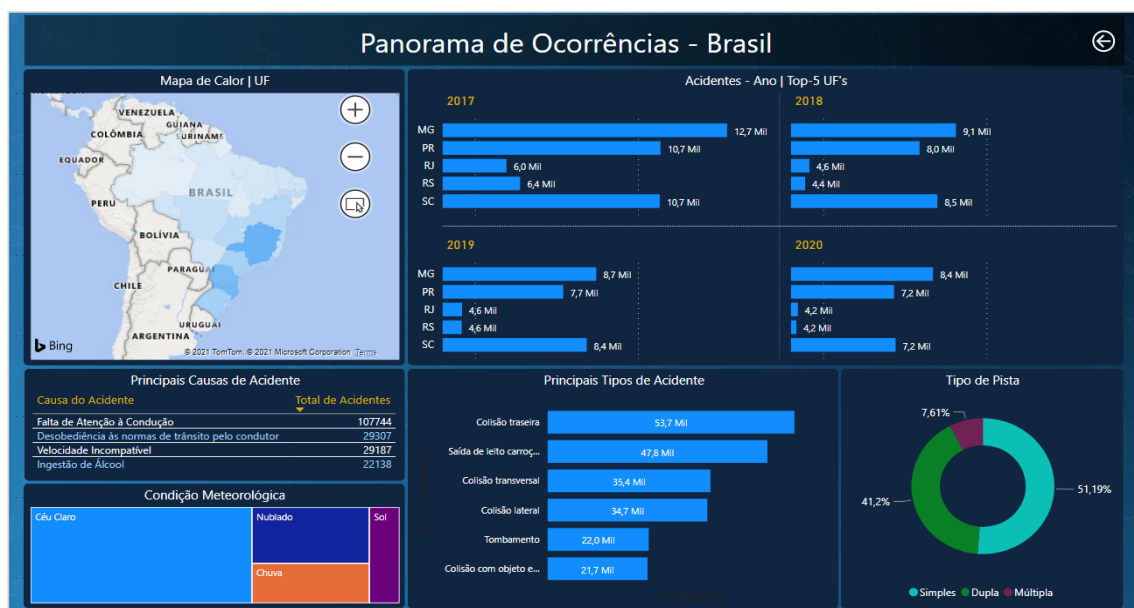 Panorama de Ocorrências - Brasil
Mapa de Calor | UF
VENEZUELA
GUIANA
COLÔMBIA
SURINAME
EQUADOR
BRASIL
PERU
BOLÍVIA
PARAGUAI
CHILE
URUGUAI
ARGENTINA
Bing
© 2021 TomTom, © 2021 Microsoft Corporation Terms
Acidentes - Ano | Top-5 UF's
2017
MG 12,7 Mil
PR 10,7 Mil
RJ 6,0 Mil
RS 6,4 Mil
SC 10,7 Mil
2018
9,1 Mil
8,0 Mil
4,6 Mil
4,4 Mil
8,5 Mil
2019
MG 8,7 Mil
PR 7,7 Mil
RJ 4,6 Mil
RS 4,6 Mil
SC 8,4 Mil
2020
8,4 Mil
7,2 Mil
4,2 Mil
4,2 Mil
7,2 Mil
Principais Causas de Acidente
Causa do Acidente Total de Acidentes
Falta de Atenção à Condução 107744
Desobediência às normas de trânsito pelo condutor 29307
Velocidade Incompatível 29187
Ingestão de Álcool 22138
Condição Meteorológica
Céu Claro
Nublado
Sol
Chuva
Principais Tipos de Acidente
Colisão traseira 53,7 Mil
Saída de leito carroç... 47,8 Mil
Colisão transversal 35,4 Mil
Colisão lateral 34,7 Mil
Tombamento 22,0 Mil
Colisão com objeto e... 21,7 Mil
Tipo de Pista
7,61%
41,2%
51,19%
Simples Dupla Múltipla